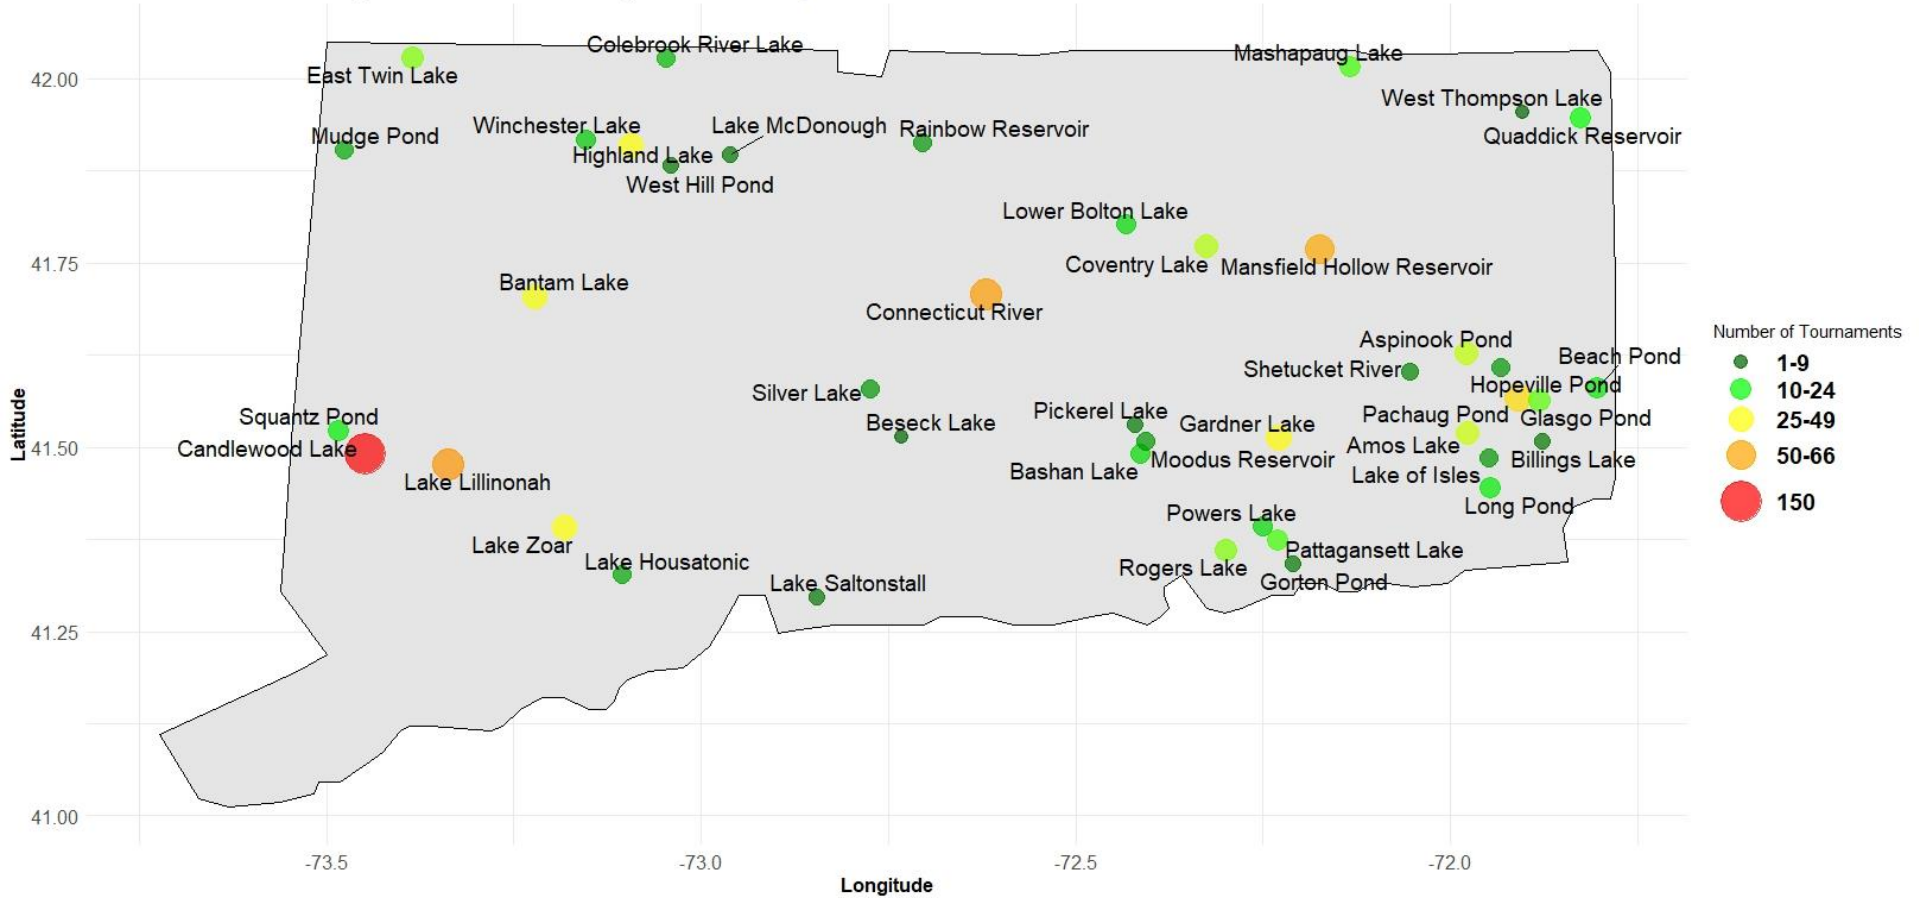 Colebrook River Lake
Mashapaug Lake
42.00
East Twin Lake
West Thompson Lake
Winchester Lake
Lake McDonough
Rainbow Reservoir
Mudge Pond
Quaddick Reservoir
Highland Lake
West Hill Pond
Lower Bolton Lake
41.75
Coventry Lake
Mansfield Hollow Reservoir
Bantam Lake
Connecticut River
Number of Tournaments
1-9
10-24
25-49
50-66
150
Aspinook Pond
Beach Pond
Shetucket River
Hopeville Pond
Silver Lake
Latitude
Squantz Pond
Pickerel Lake
Pachaug Pond
Glasgo Pond
Beseck Lake
Gardner Lake
41.50
Candlewood Lake
Amos Lake
Moodus Reservoir
Billings Lake
Bashan Lake
Lake of Isles
Lake Lillinonah
Long Pond
Powers Lake
Lake Zoar
Pattagansett Lake
Lake Housatonic
Rogers Lake
Lake Saltonstall
Gorton Pond
41.25
41.00
-73.5
-73.0
-72.5
-72.0
Longitude